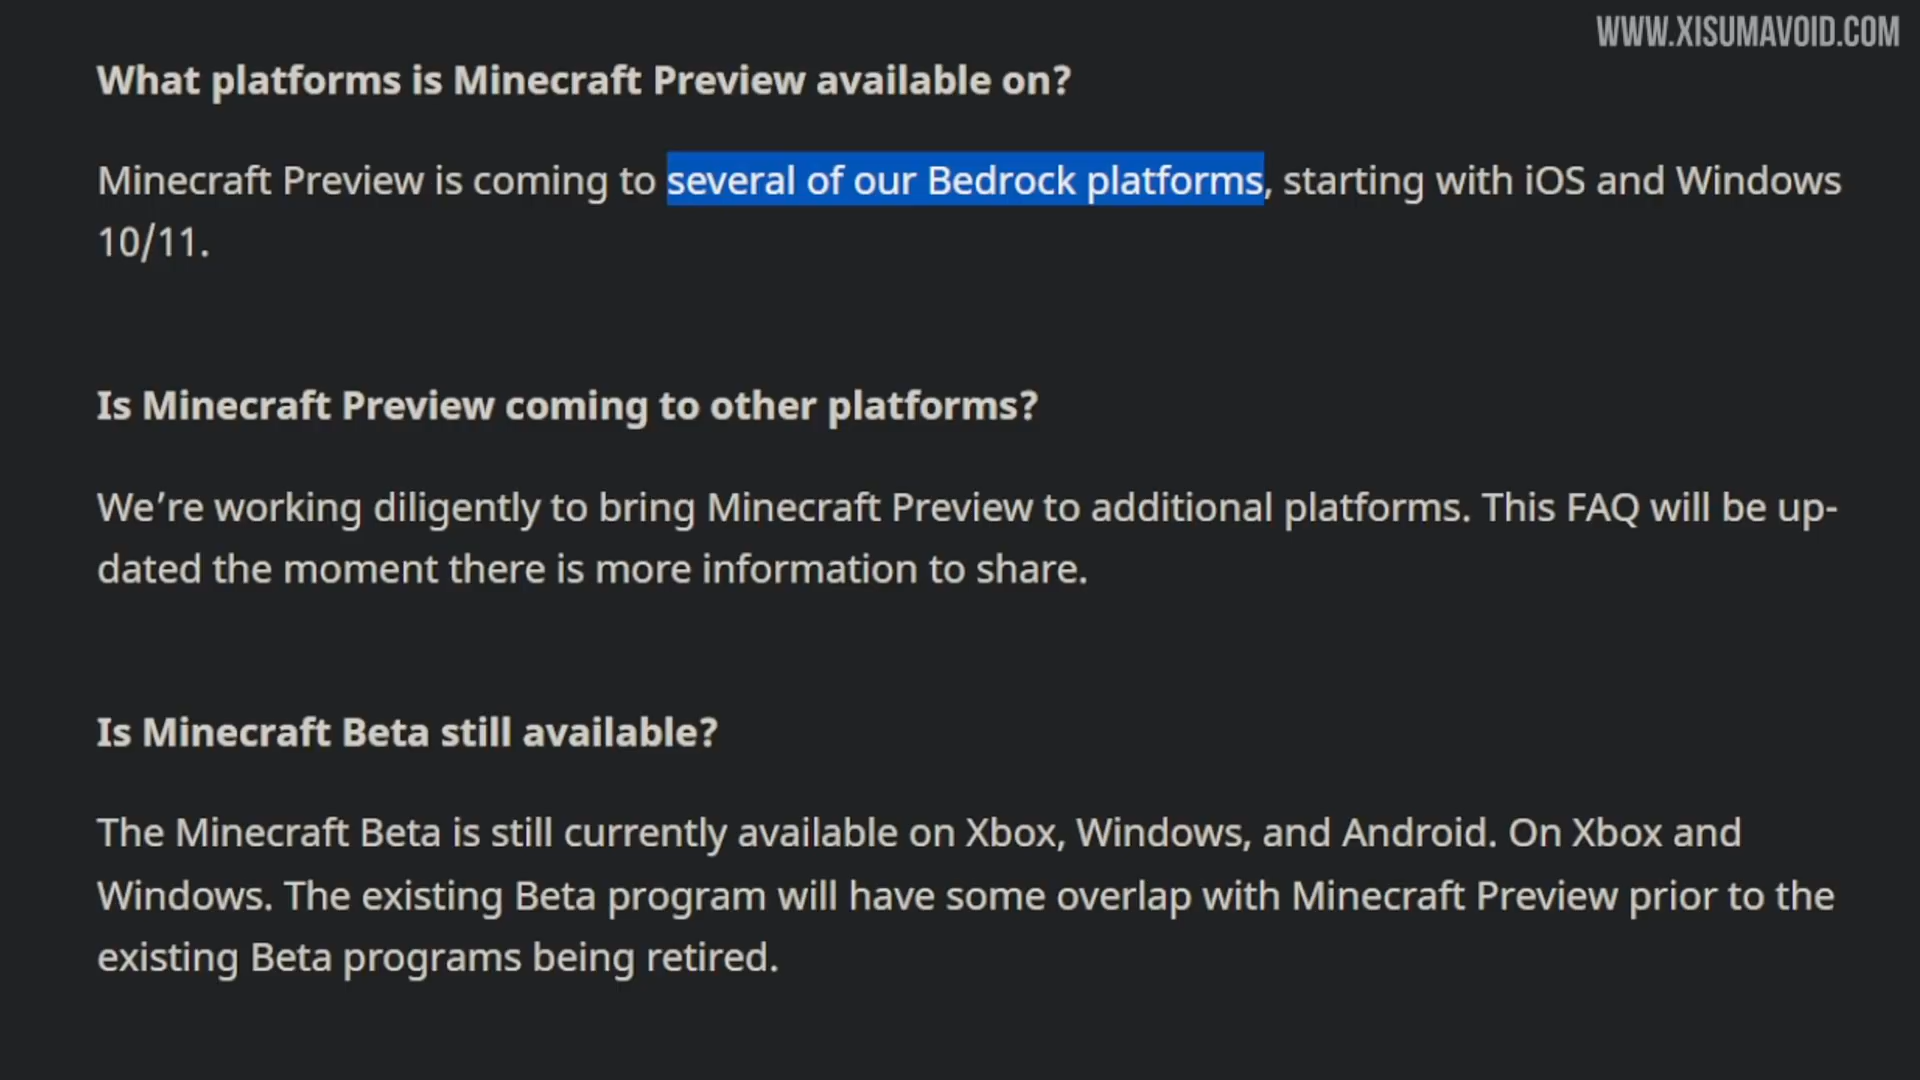 WWW.XISUMAVOID.COM
What platforms is Minecraft Preview available on?
Minecraft Preview is coming to several of our Bedrock platforms, starting with iOS and Windows
10/11.
Is Minecraft Preview coming to other platforms?
We’re working diligently to bring Minecraft Preview to additional platforms. This FAQ will be up-
dated the moment there is more information to share.
Is Minecraft Beta still available?
The Minecraft Beta is still currently available on Xbox, Windows, and Android. On Xbox and
Windows. The existing Beta program will have some overlap with Minecraft Preview prior to the
existing Beta programs being retired.